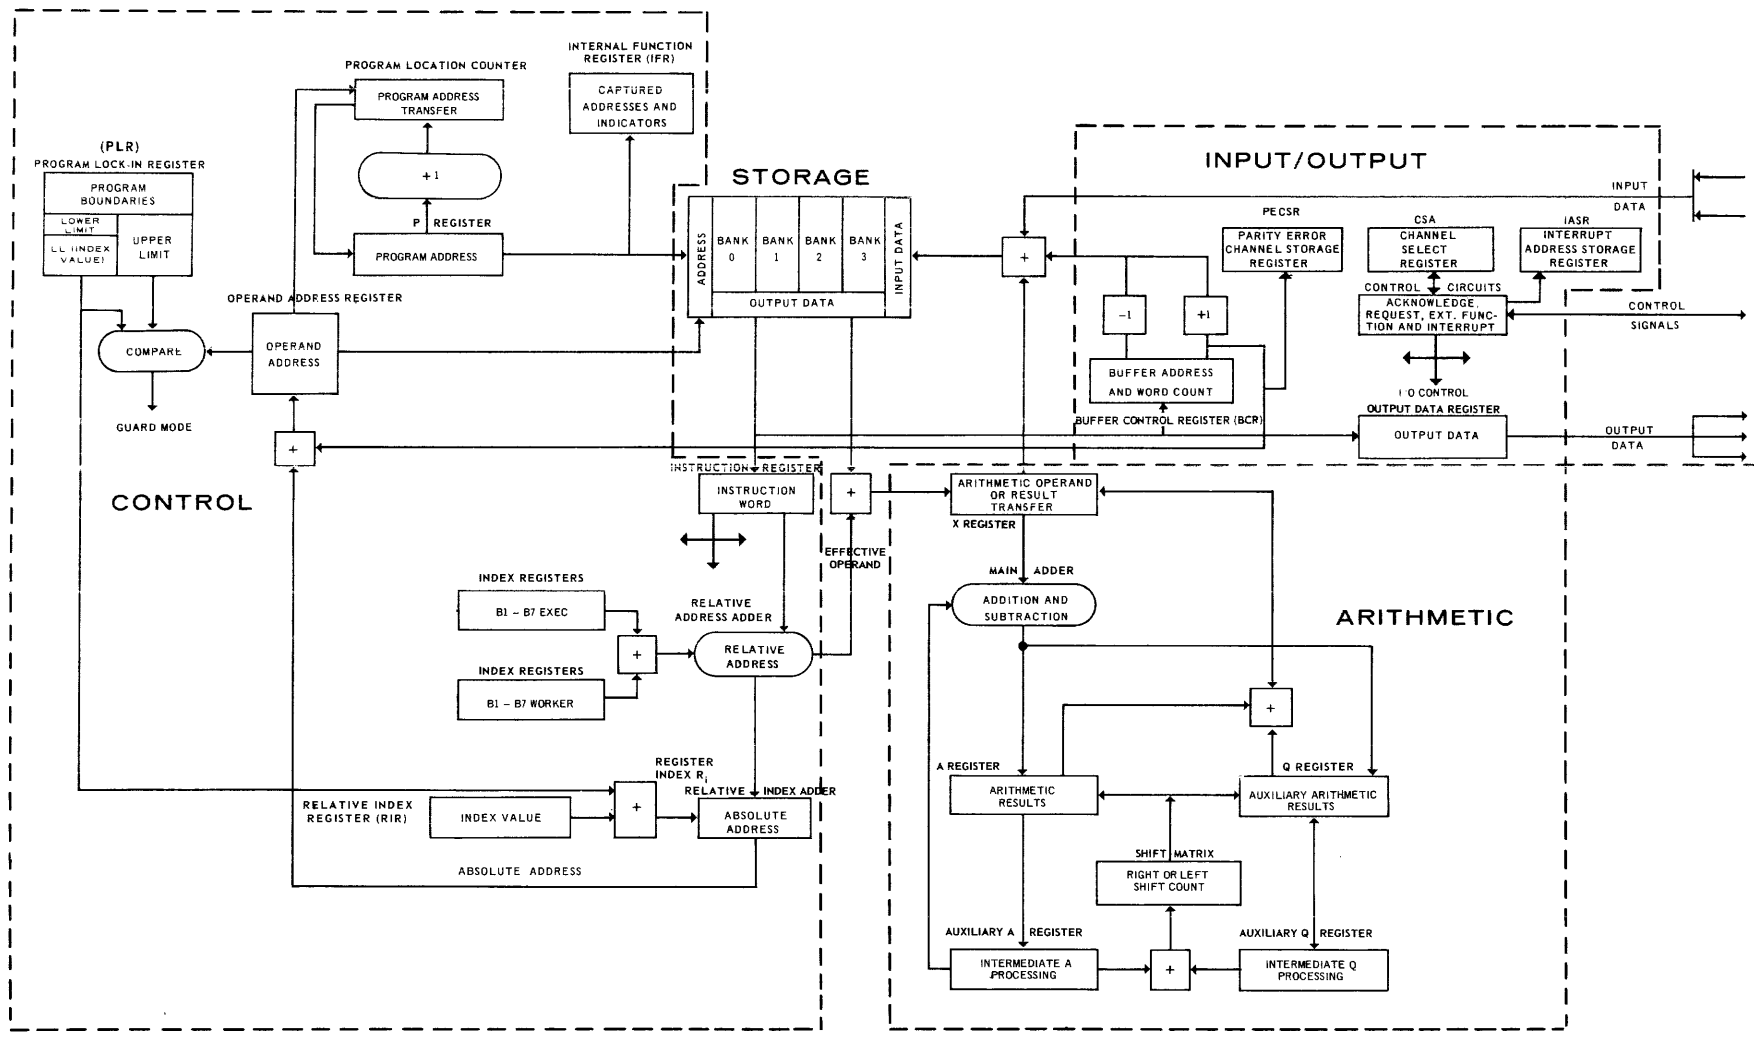 INTERNAL FUNCTION
REGISTER (IFR)
CAPTURED
ADDRESSES AND
INDICATORS
PROGRAM LOCATION COUNTER
PROGRAM ADDRESS
TRANSFER
+ 1
P REGISTER
PROGRAM ADDRESS
(PLR)
PROGRAM LOCK-IN REGISTER
PROGRAM
BOUNDARIES
LOWER
LIMIT
LL (INDEX
VALUE)
UPPER
LIMIT
OPERAND ADDRESS REGISTER
COMPARE
OPERAND
ADDRESS
GUARD MODE
+
CONTROL
STORAGE
ADDRESS
BANK
0
BANK
1
BANK
2
BANK
3
INPUT DATA
OUTPUT DATA
INPUT/OUTPUT
INPUT
DATA
+
PECSR
PARITY ERROR
CHANNEL STORAGE
REGISTER
CSA
CHANNEL
SELECT
REGISTER
IASR
INTERRUPT
ADDRESS STORAGE
REGISTER
CONTROL CIRCUITS
ACKNOWLEDGE,
REQUEST, EXT. FUNC-
TION AND INTERRUPT
CONTROL
SIGNALS
-1
+1
BUFFER ADDRESS
AND WORD COUNT
BUFFER CONTROL REGISTER (BCR)
I O CONTROL
OUTPUT DATA REGISTER
OUTPUT DATA
OUTPUT
DATA
INSTRUCTION REGISTER
INSTRUCTION
WORD
+
EFFECTIVE
OPERAND
INDEX REGISTERS
B1 – B7 EXEC
+
INDEX REGISTERS
B1 – B7 WORKER
RELATIVE
ADDRESS ADDER
RELATIVE
ADDRESS
REGISTER
INDEX Ri
RELATIVE INDEX ADDER
RELATIVE INDEX
REGISTER (RIR)
INDEX VALUE
+
ABSOLUTE
ADDRESS
ABSOLUTE ADDRESS
ARITHMETIC OPERAND
OR RESULT
TRANSFER
X REGISTER
MAIN ADDER
ADDITION AND
SUBTRACTION
ARITHMETIC
+
A REGISTER
ARITHMETIC
RESULTS
Q REGISTER
AUXILIARY ARITHMETIC
RESULTS
SHIFT MATRIX
RIGHT OR LEFT
SHIFT COUNT
AUXILIARY A REGISTER
INTERMEDIATE A
PROCESSING
+
AUXILIARY Q REGISTER
INTERMEDIATE Q
PROCESSING